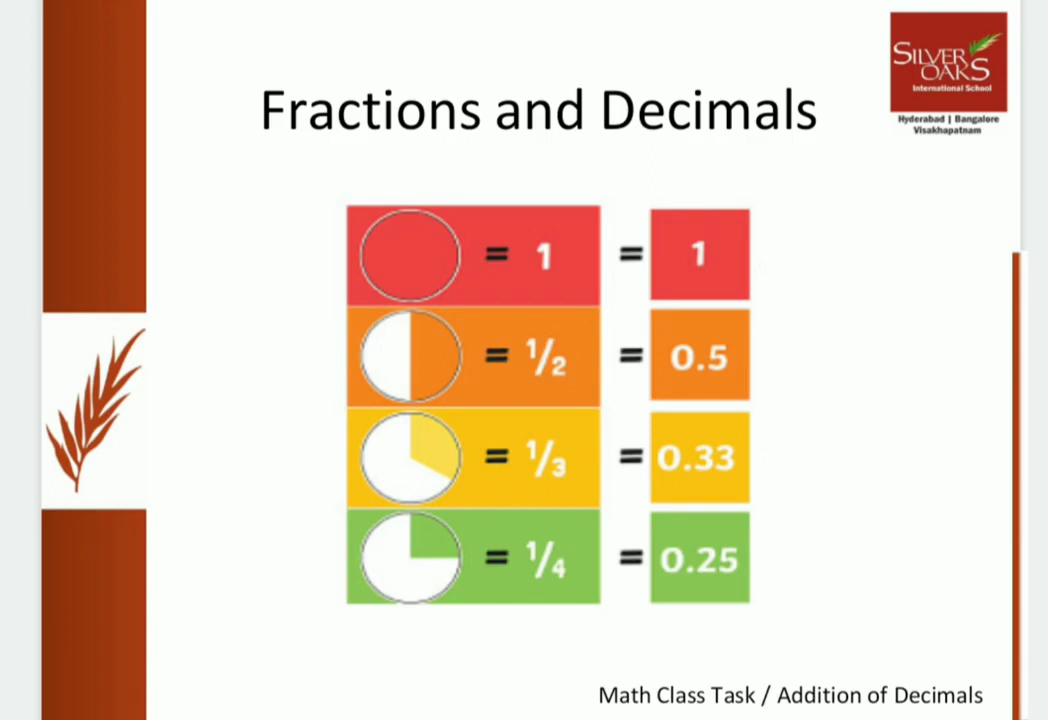 SILVER
OAKS
International School
Hyderabad | Bangalore
Visakhapatnam
Fractions and Decimals
= 1 = 1
= 1/2 = 0.5
= 1/3 = 0.33
= 1/4 = 0.25
Math Class Task / Addition of Decimals